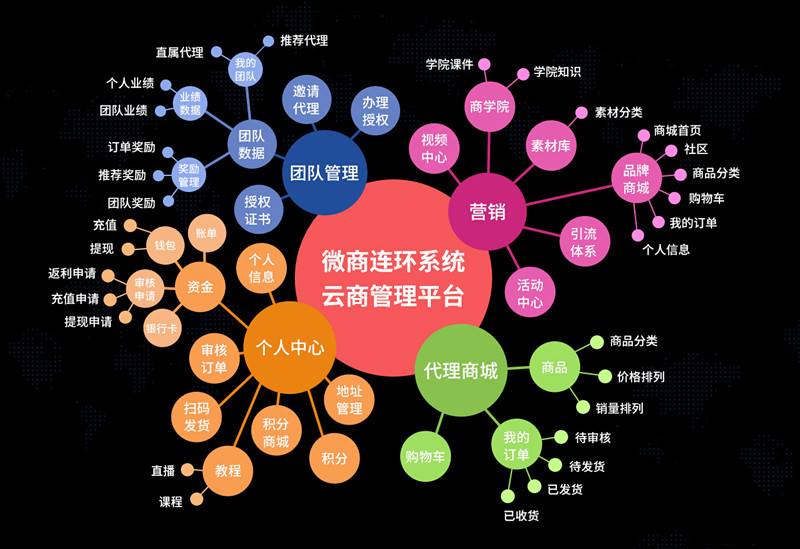 微商连环系统
云商管理平台
团队管理
邀请
代理
办理
授权
授权
证书
团队
数据
我的
团队
直属代理
推荐代理
业绩
数据
个人业绩
团队业绩
奖励
管理
订单奖励
推荐奖励
团队奖励
营销
视频
中心
商学院
学院课件
学院知识
素材库
素材分类
品牌
商城
商城首页
社区
商品分类
购物车
我的订单
个人信息
引流
体系
活动
中心
个人中心
个人
信息
资金
账单
钱包
充值
提现
审核
申请
返利申请
充值申请
提现申请
银行卡
审核
订单
扫码
发货
教程
直播
课程
积分
商城
积分
地址
管理
代理商城
商品
商品分类
价格排列
销量排列
我的
订单
待审核
待发货
已发货
已收货
购物车